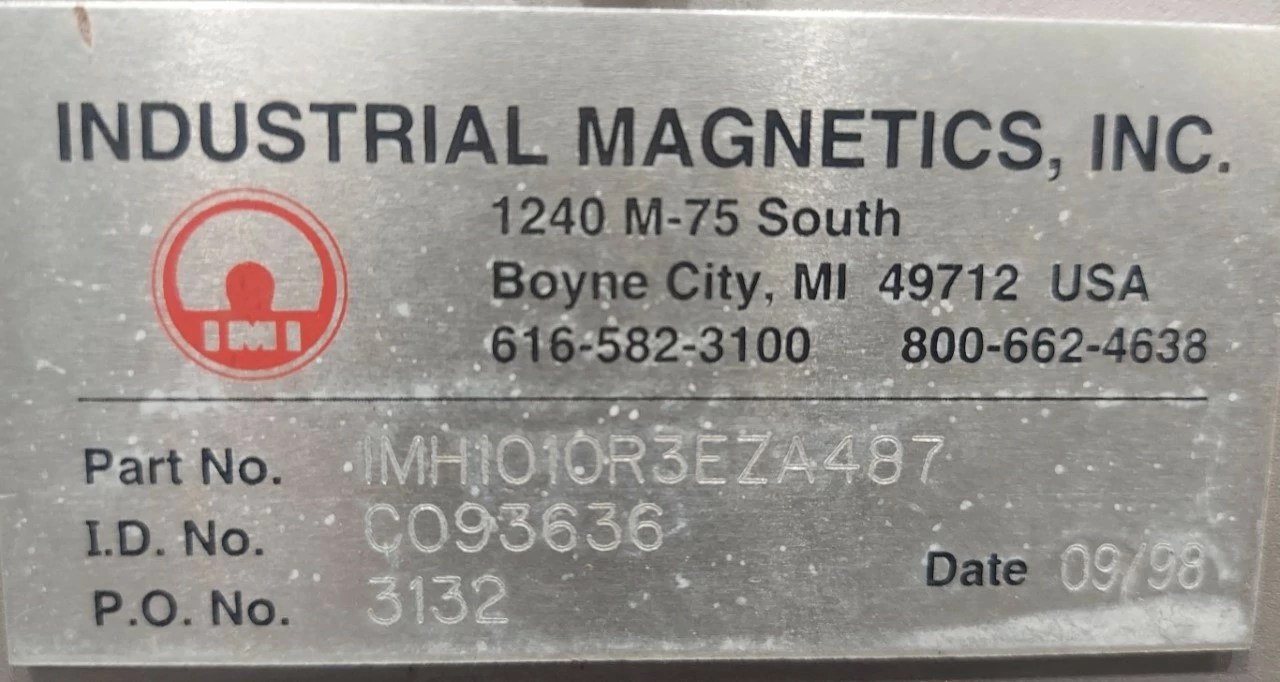 INDUSTRIAL MAGNETICS, INC.
1240 M-75 South
Boyne City, MI 49712 USA
616-582-3100 800-662-4638
IMI
Part No. IMH1010R3EZA487
I.D. No. C093636
P.O. No. 3132
Date 09/98